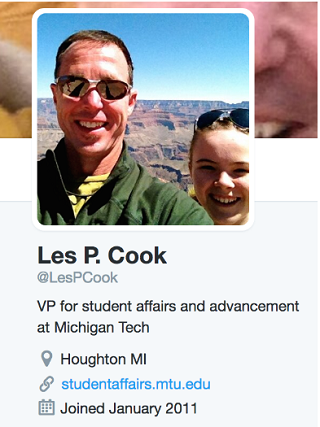 Les P. Cook
@LesPCook
VP for student affairs and advancement
at Michigan Tech
Houghton MI
studentaffairs.mtu.edu
Joined January 2011